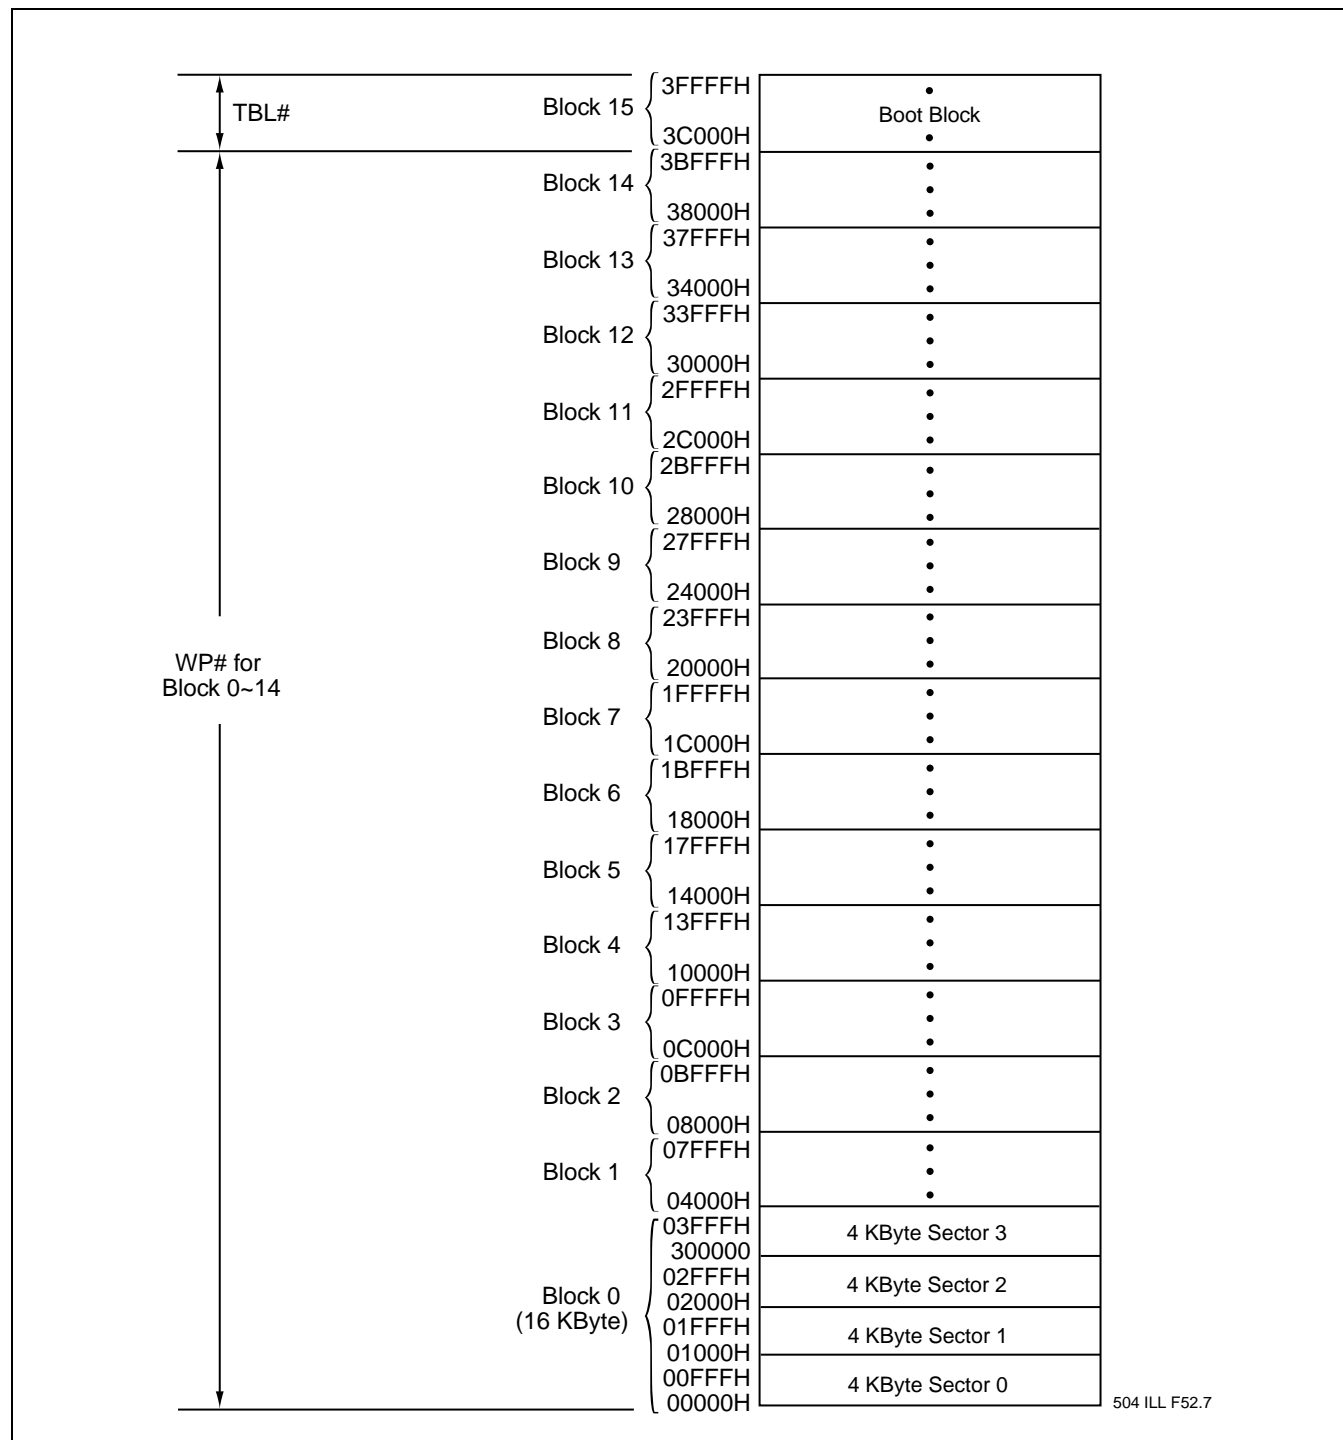 TBL#
Block 15
3FFFFH
3C000H
Boot Block
Block 14
3BFFFH
38000H
Block 13
37FFFH
34000H
Block 12
33FFFH
30000H
Block 11
2FFFFH
2C000H
Block 10
2BFFFH
28000H
Block 9
27FFFH
24000H
Block 8
23FFFH
20000H
WP# for
Block 0~14
Block 7
1FFFFH
1C000H
Block 6
1BFFFH
18000H
Block 5
17FFFH
14000H
Block 4
13FFFH
10000H
Block 3
0FFFFH
0C000H
Block 2
0BFFFH
08000H
Block 1
07FFFH
04000H
Block 0
(16 KByte)
03FFFH
300000
4 KByte Sector 3
02FFFH
02000H
4 KByte Sector 2
01FFFH
01000H
4 KByte Sector 1
00FFFH
00000H
4 KByte Sector 0
504 ILL F52.7